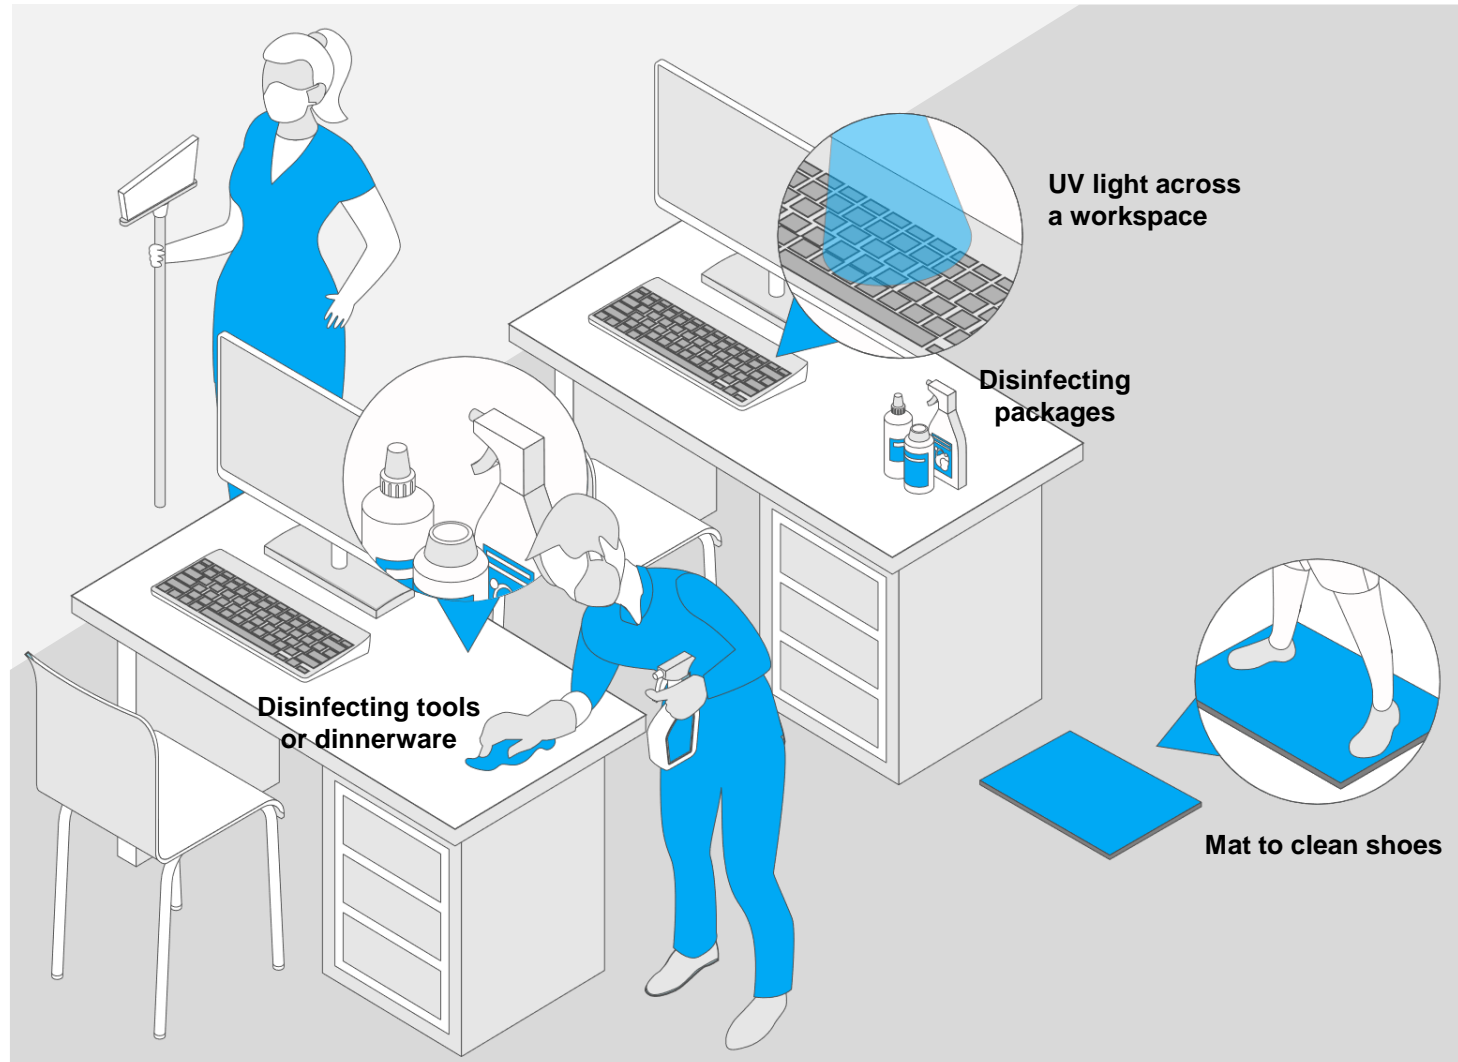 UV light across
a workspace
Disinfecting
packages
Disinfecting tools
or dinnerware
Mat to clean shoes